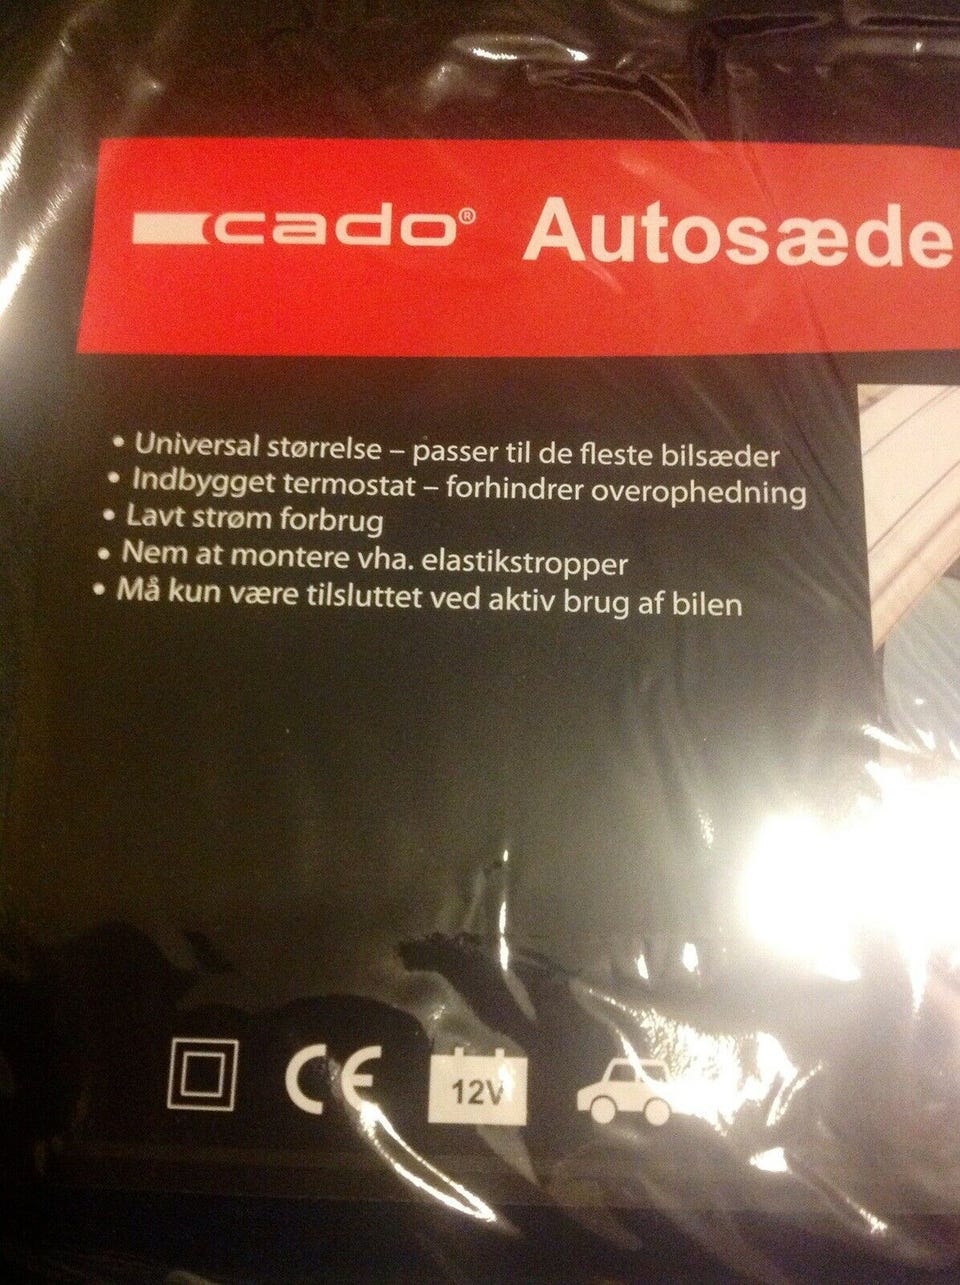 cado® Autosæde
• Universal størrelse – passer til de fleste bilsæder
• Indbygget termostat – forhindrer overophedning
• Lavt strøm forbrug
• Nem at montere vha. elastikstropper
• Må kun være tilsluttet ved aktiv brug af bilen
CE 12V